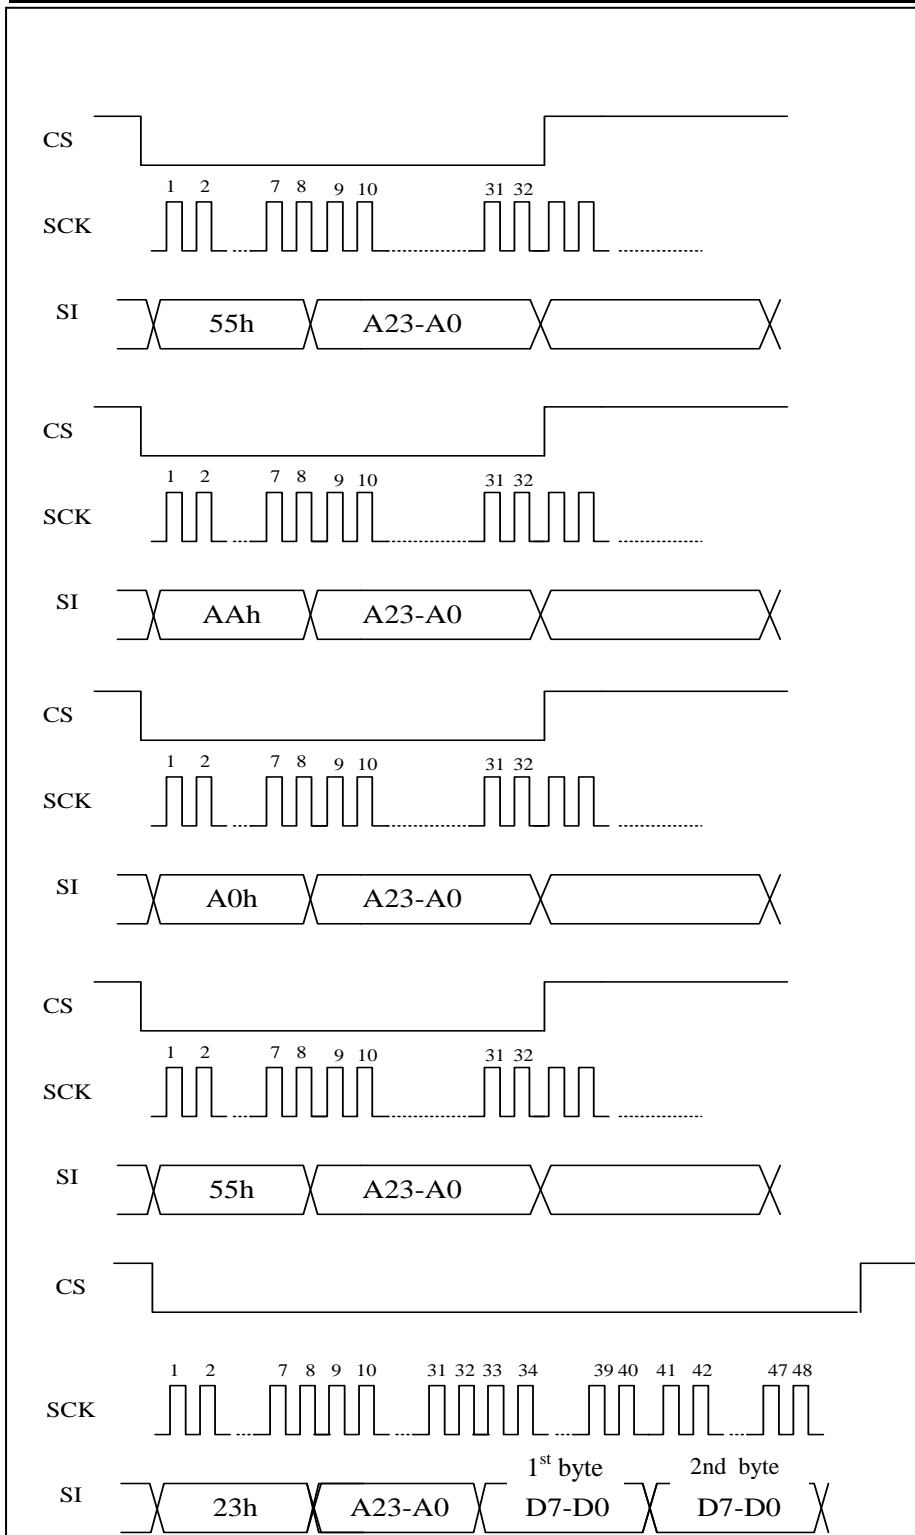 CS
1 2 7 8 9 10 31 32
SCK
SI 55h A23-A0
CS
1 2 7 8 9 10 31 32
SCK
SI AAh A23-A0
CS
1 2 7 8 9 10 31 32
SCK
SI A0h A23-A0
CS
1 2 7 8 9 10 31 32
SCK
SI 55h A23-A0
CS
1 2 7 8 9 10 31 32 33 34 39 40 41 42 47 48
SCK
1st byte 2nd byte
SI 23h A23-A0 D7-D0 D7-D0